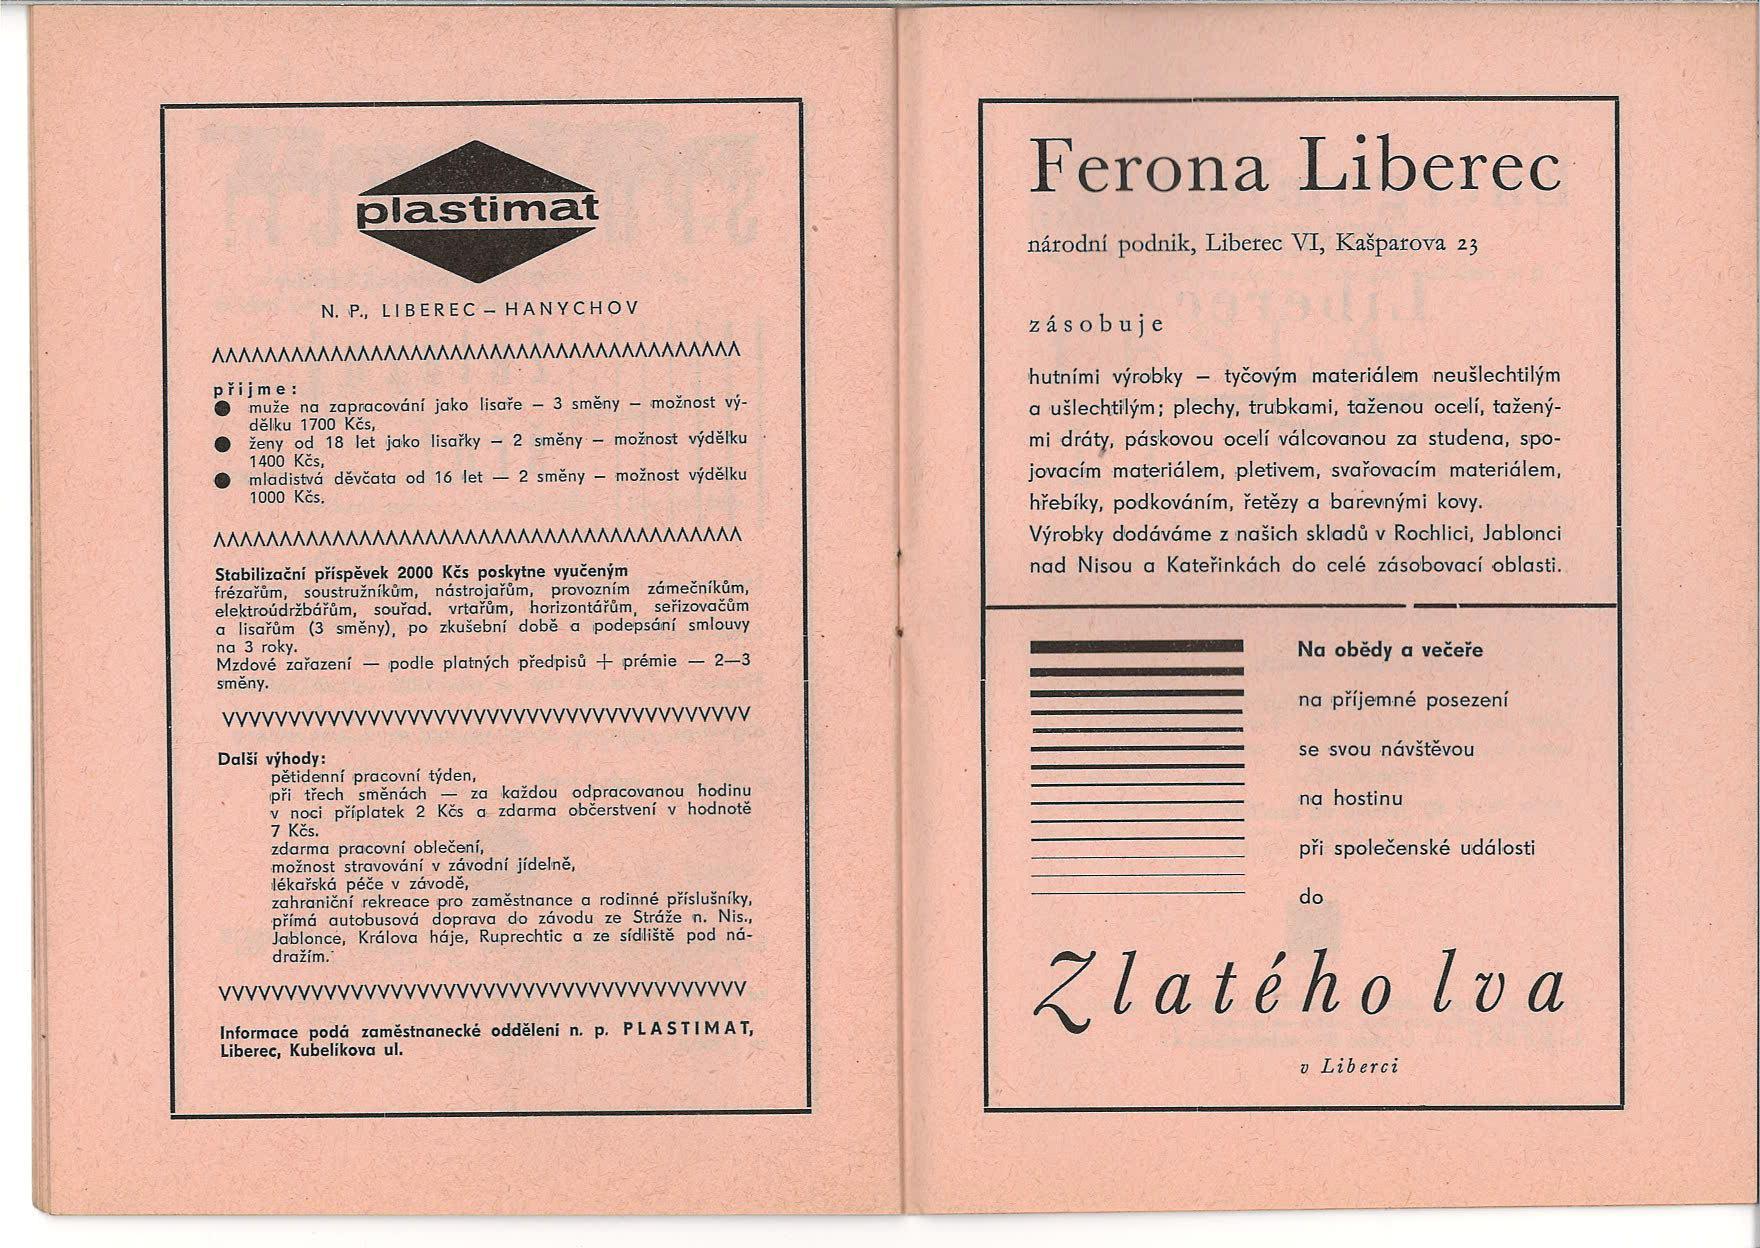 plastimat
N. P., LIBEREC – HANYCHOV
přijme:
● muže na zapracování jako lisaře – 3 směny – možnost vý-
dělku 1700 Kčs,
● ženy od 18 let jako lisařky – 2 směny – možnost výdělku
1400 Kčs,
● mladistvá děvčata od 16 let — 2 směny – možnost výdělku
1000 Kčs.
Stabilizační příspěvek 2000 Kčs poskytne vyučeným
frézařům, soustružníkům, nástrojařům, provozním zámečníkům,
elektroúdržbářům, souřad. vrtařům, horizontářům, seřizovačům
a lisařům (3 směny), po zkušební době a podepsání smlouvy
na 3 roky.
Mzdové zařazení — podle platných předpisů + prémie — 2—3
směny.
Další výhody:
pětidenní pracovní týden,
při třech směnách — za každou odpracovanou hodinu
v noci příplatek 2 Kčs a zdarma občerstvení v hodnotě
7 Kčs.
zdarma pracovní oblečení,
možnost stravování v závodní jídelně,
lékařská péče v závodě,
zahraniční rekreace pro zaměstnance a rodinné příslušníky,
přímá autobusová doprava do závodu ze Stráže n. Nis.,
Jablonce, Králova háje, Ruprechtic a ze sídliště pod ná-
dražím.
Informace podá zaměstnanecké oddělení n. p. PLASTIMAT,
Liberec, Kubelíkova ul.
Ferona Liberec
národní podnik, Liberec VI, Kašparova 23
zásobuje
hutními výrobky – tyčovým materiálem neušlechtilým
a ušlechtilým; plechy, trubkami, taženou ocelí, tažený-
mi dráty, páskovou ocelí válcovanou za studena, spo-
jovacím materiálem, pletivem, svařovacím materiálem,
hřebíky, podkováním, řetězy a barevnými kovy.
Výrobky dodáváme z našich skladů v Rochlici, Jablonci
nad Nisou a Kateřinkách do celé zásobovací oblasti.
Na obědy a večeře
na příjemné posezení
se svou návštěvou
na hostinu
při společenské události
do
Zlatého lva
v Liberci